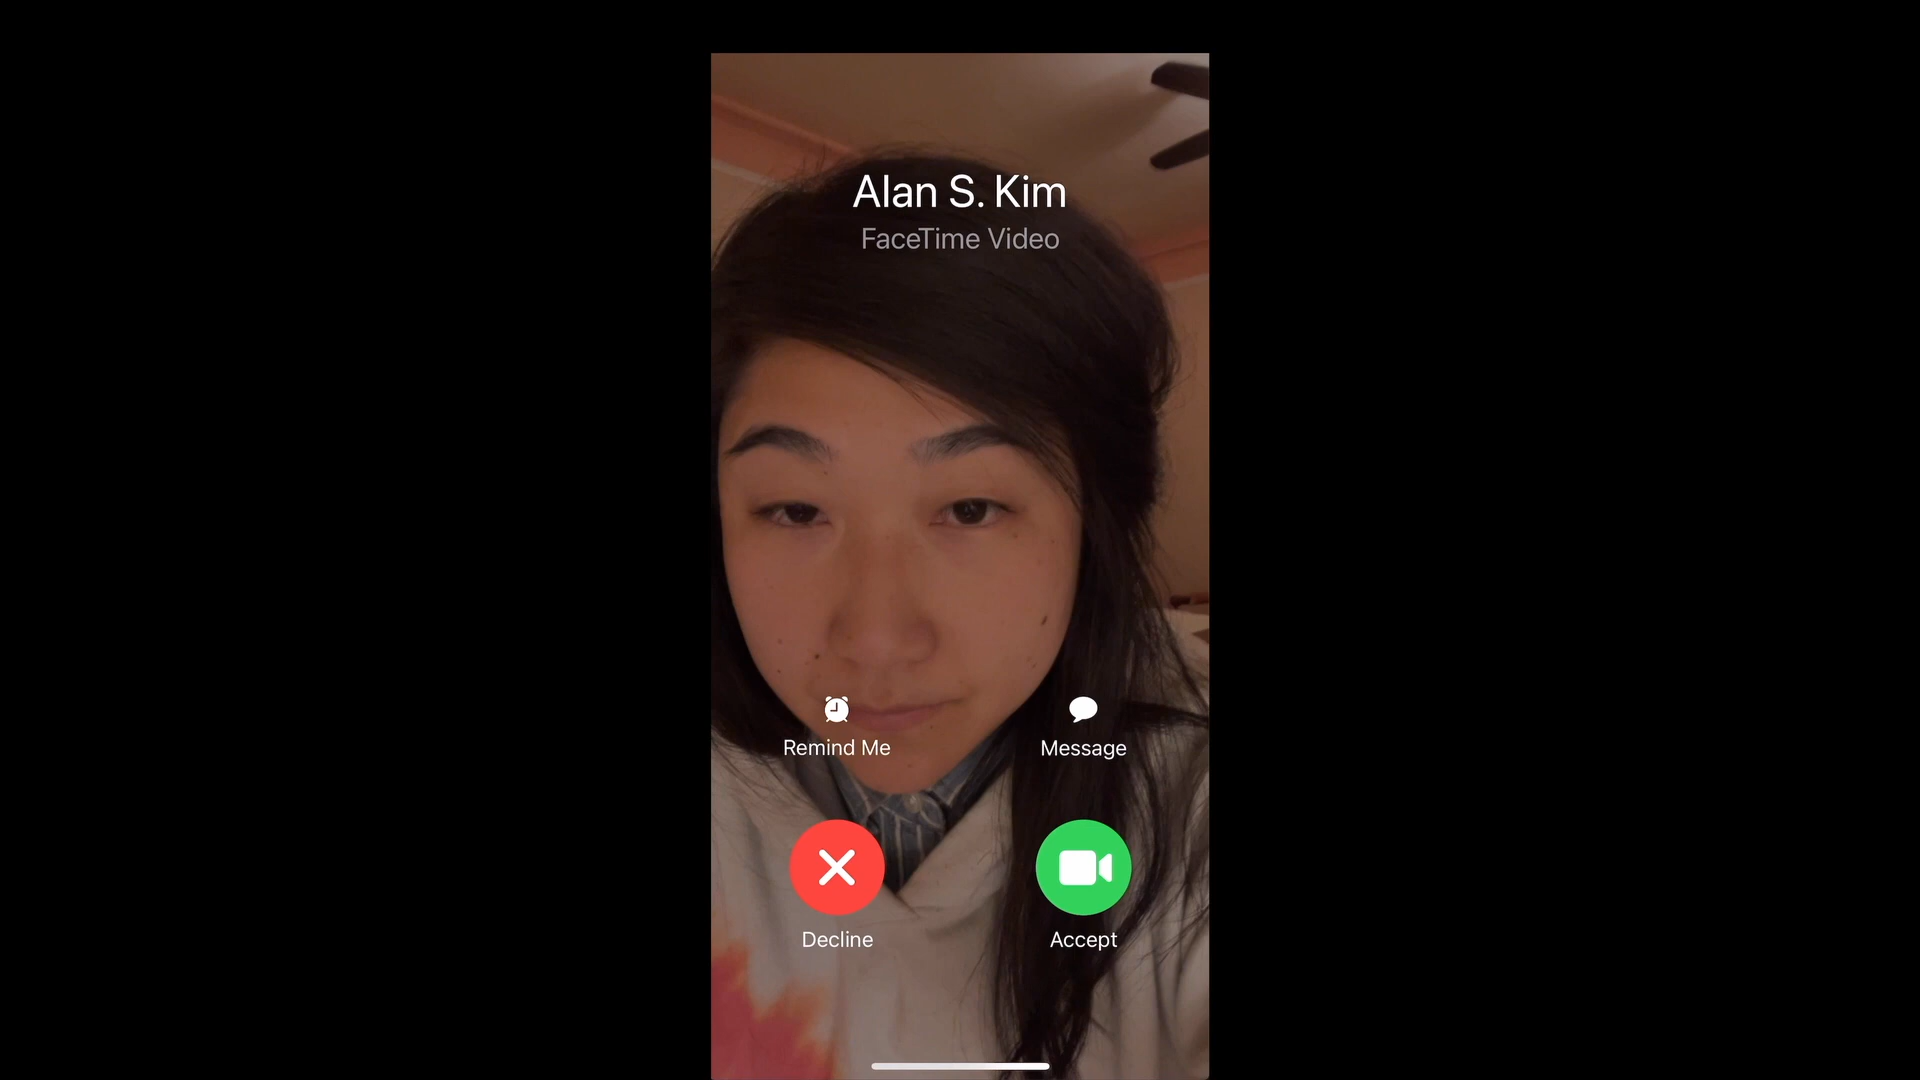 Alan S. Kim
FaceTime Video
Remind Me
Message
Decline
Accept